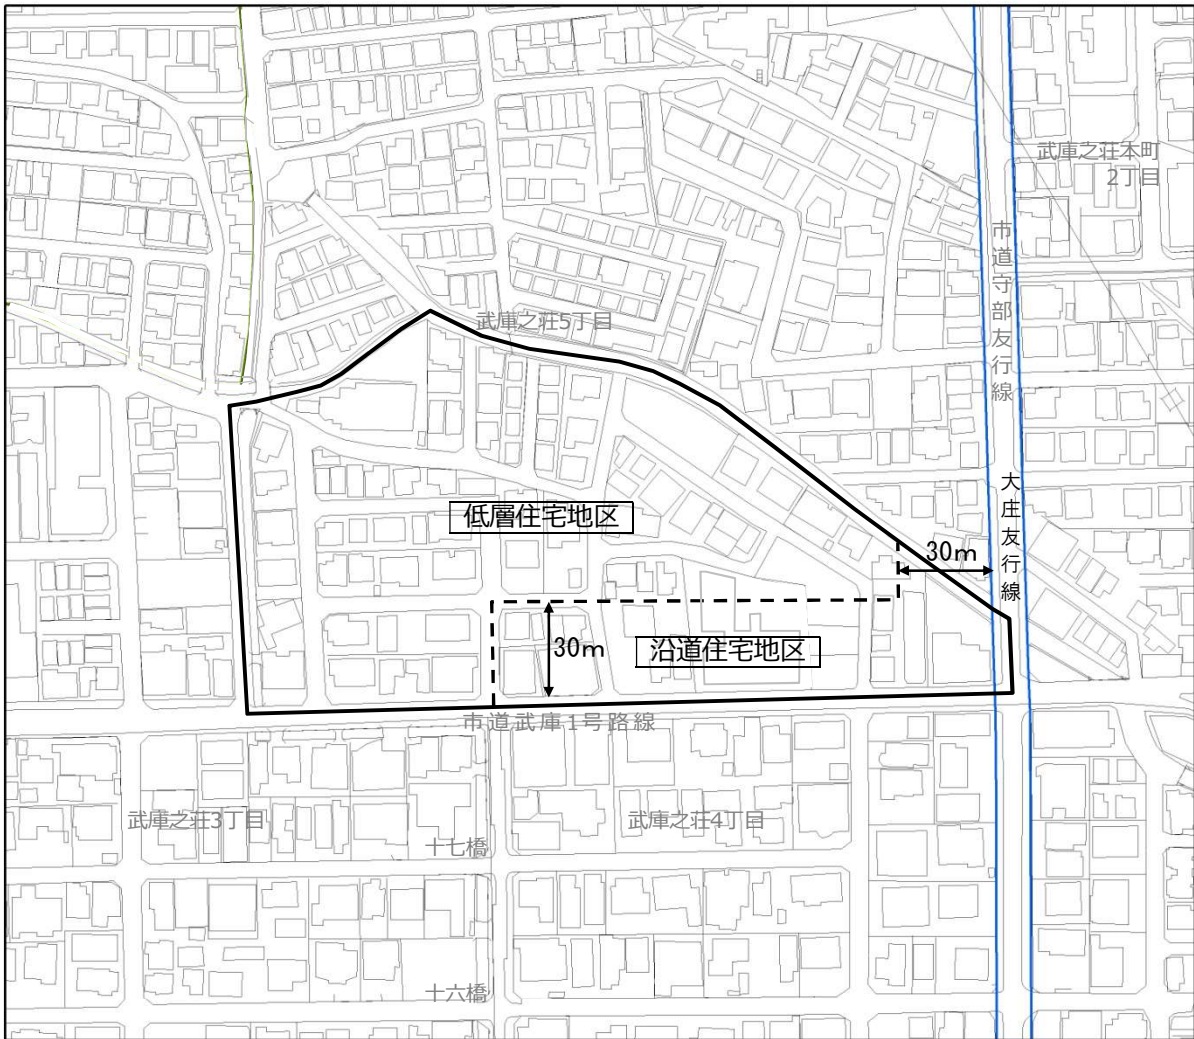 武庫之荘本町
2丁目
市道守部友行線
武庫之荘5丁目
大庄友行線
低層住宅地区
30m
30m
沿道住宅地区
市道武庫1号路線
武庫之荘3丁目
武庫之荘4丁目
十七橋
十六橋